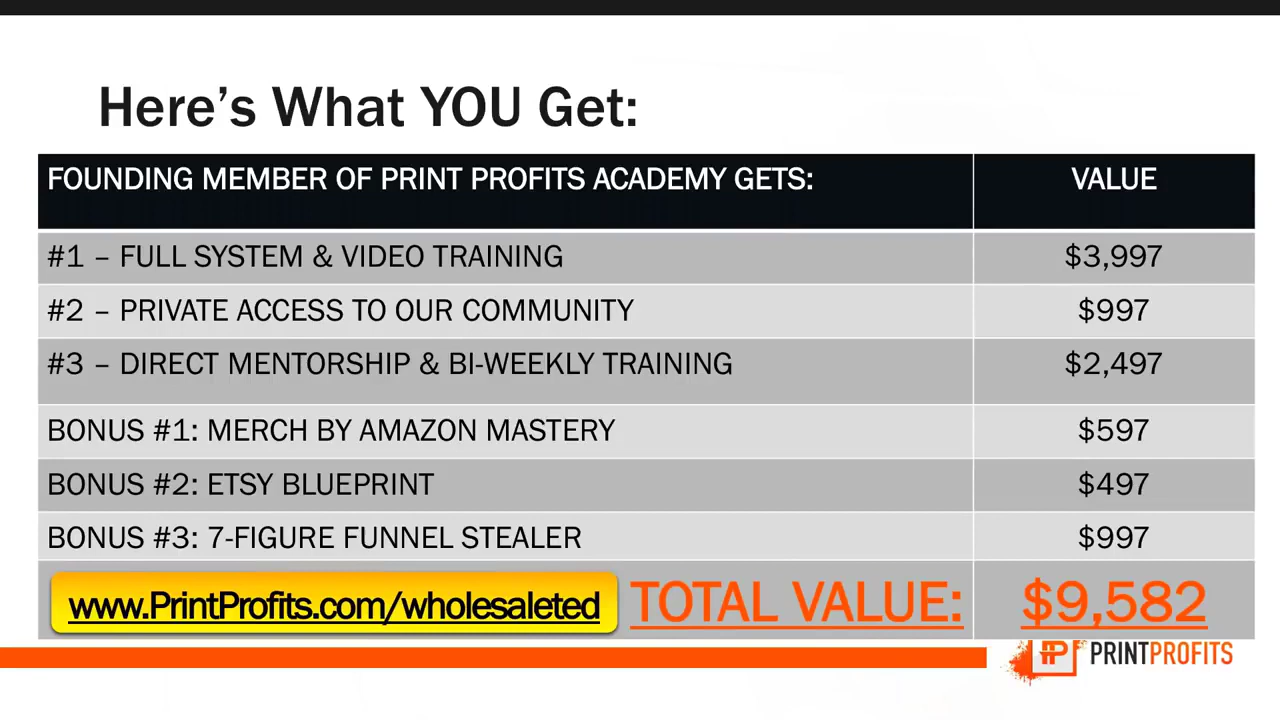 Here's What YOU Get:
FOUNDING MEMBER OF PRINT PROFITS ACADEMY GETS: VALUE
#1 – FULL SYSTEM & VIDEO TRAINING $3,997
#2 – PRIVATE ACCESS TO OUR COMMUNITY $997
#3 – DIRECT MENTORSHIP & BI-WEEKLY TRAINING $2,497
BONUS #1: MERCH BY AMAZON MASTERY $597
BONUS #2: ETSY BLUEPRINT $497
BONUS #3: 7-FIGURE FUNNEL STEALER $997
www.PrintProfits.com/wholesaleted TOTAL VALUE: $9,582
PRINTPROFITS